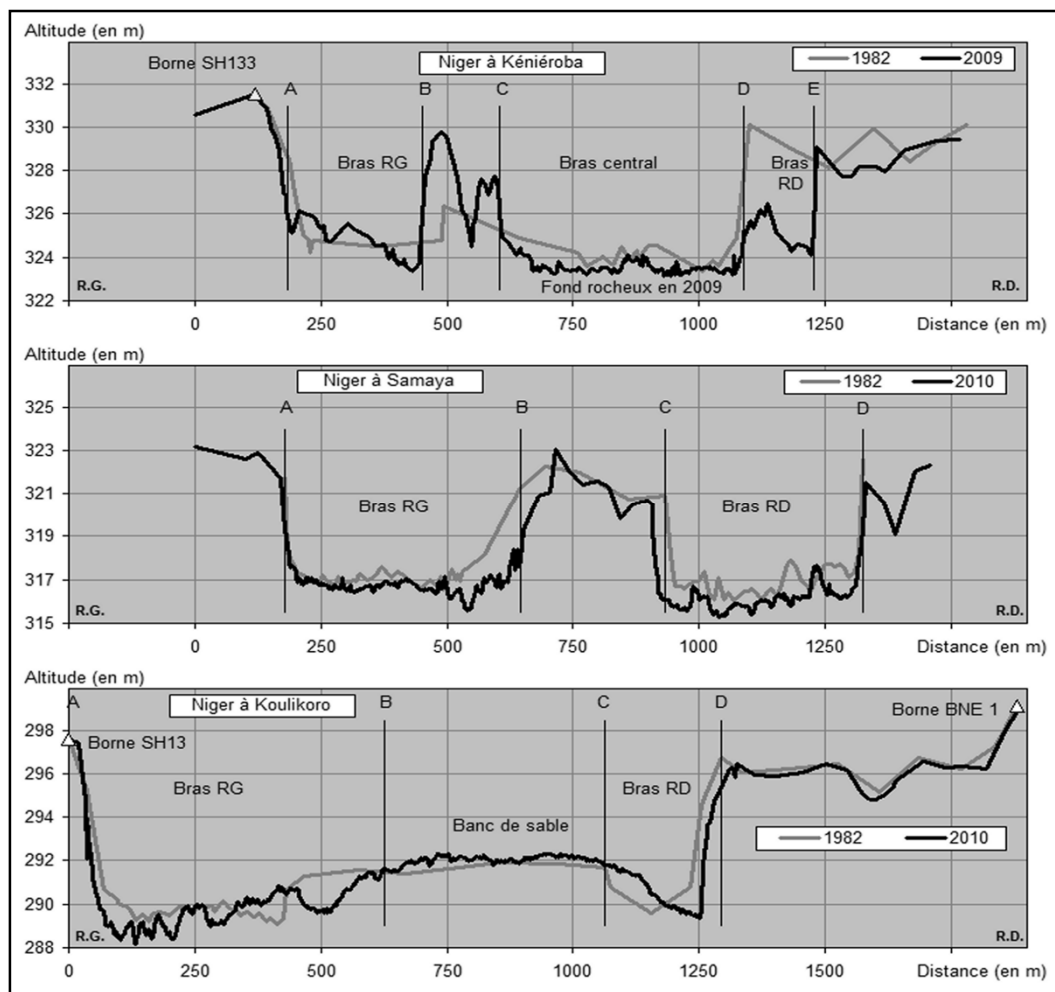 Altitude (en m)
Borne SH133
Niger à Kéniéroba
1982 2009
A B C D E
332
330
328
326
324
322
Bras RG
Bras central
Bras
RD
Fond rocheux en 2009
R.G. R.D.
0 250 500 750 1000 1250 Distance (en m)
Altitude (en m)
Niger à Samaya
1982 2010
A B C D
325
323
321
319
317
315
Bras RG
Bras RD
R.G. R.D.
0 250 500 750 1000 1250 Distance (en m)
Altitude (en m)
A B C D
Niger à Koulikoro
Borne BNE 1
Borne SH13
298
296
294
292
290
288
Bras RG
Bras RD
Banc de sable
1982 2010
R.G. R.D.
0 250 500 750 1000 1250 1500 Distance (en m)